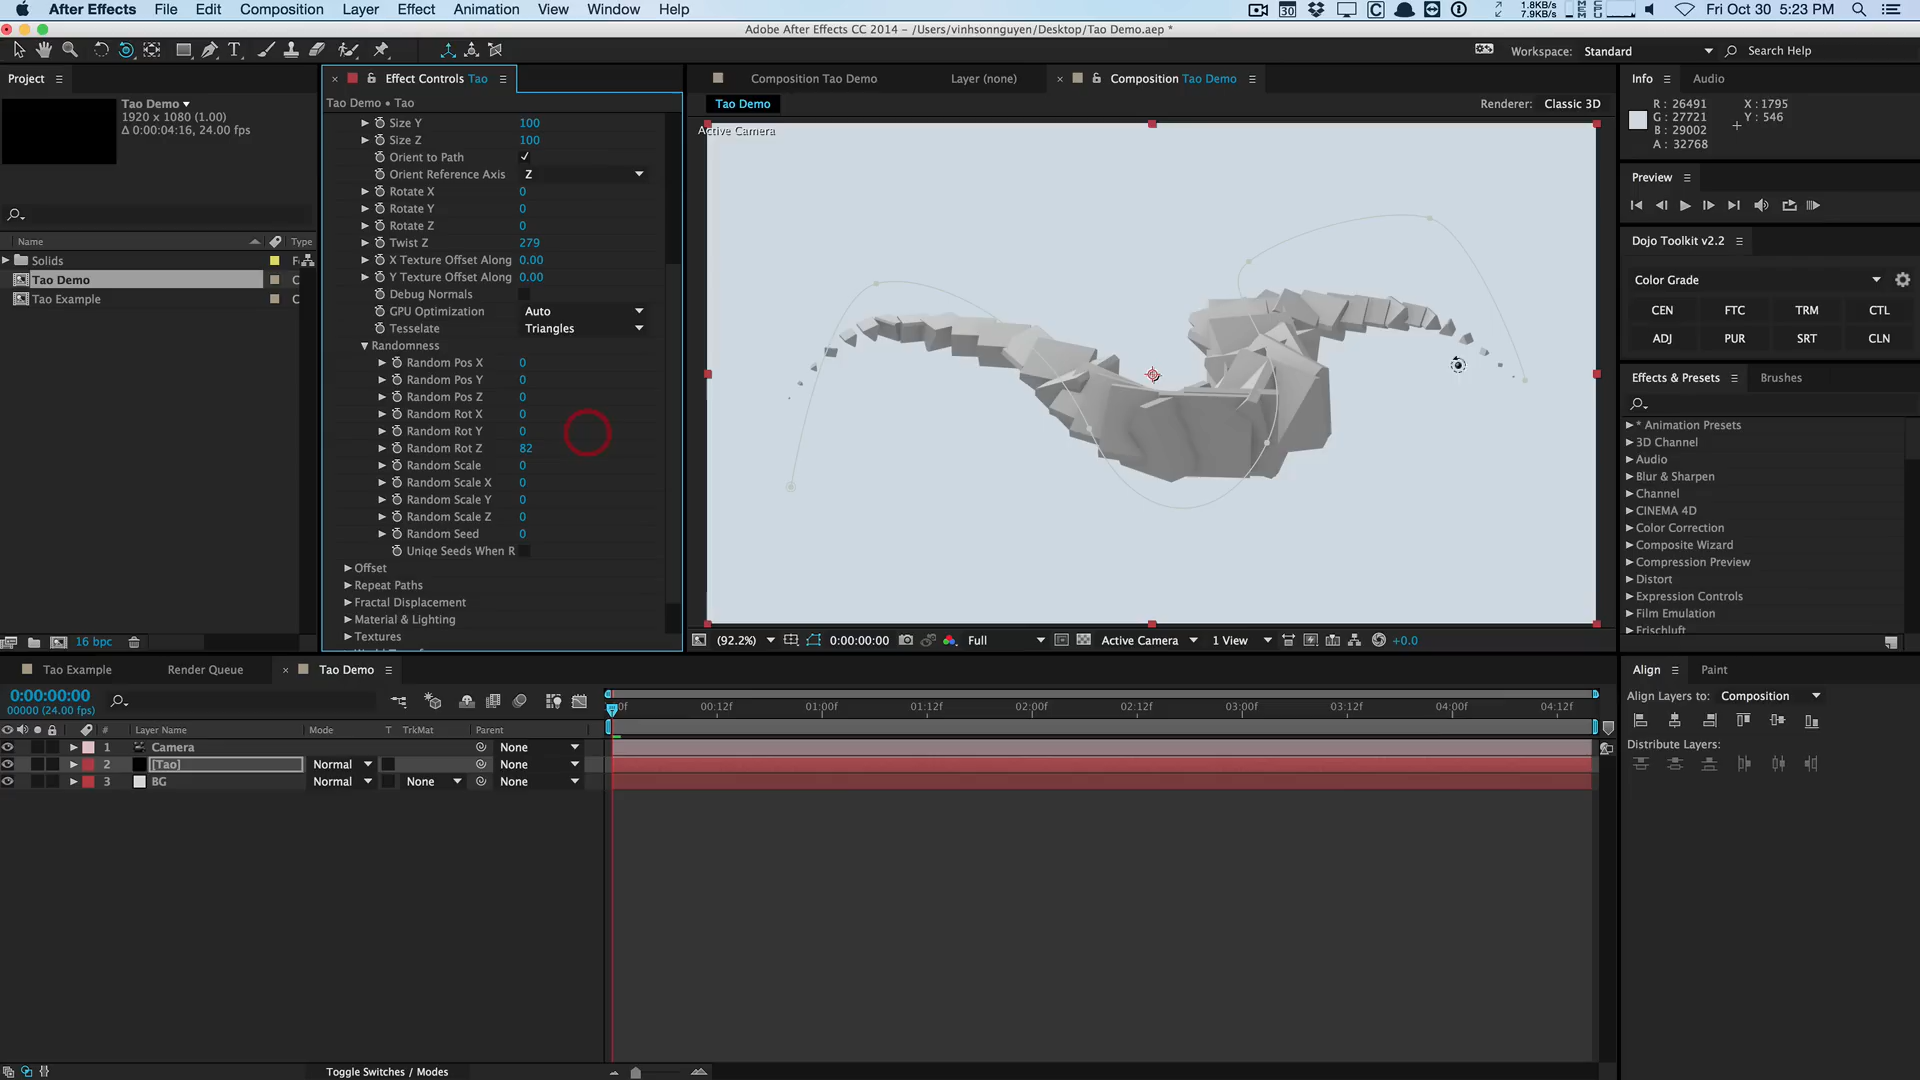 After Effects File Edit Composition Layer Effect Animation View Window Help
30 1.8KB/s 7.9KB/s Fri Oct 30 5:23 PM
Adobe After Effects CC 2014 - /Users/vinhsonnguyen/Desktop/Tao Demo.aep *
Workspace: Standard Search Help
Project
Tao Demo
1920 x 1080 (1.00)
Δ 0:00:04:16, 24.00 fps
Name Type
Solids
Tao Demo
Tao Example
16 bpc
Effect Controls Tao
Tao Demo • Tao
Size Y 100
Size Z 100
Orient to Path
Orient Reference Axis Z
Rotate X 0
Rotate Y 0
Rotate Z 0
Twist Z 279
X Texture Offset Along 0.00
Y Texture Offset Along 0.00
Debug Normals
GPU Optimization Auto
Tesselate Triangles
Randomness
Random Pos X 0
Random Pos Y 0
Random Pos Z 0
Random Rot X 0
Random Rot Y 0
Random Rot Z 82
Random Scale 0
Random Scale X 0
Random Scale Y 0
Random Scale Z 0
Random Seed 0
Uniqe Seeds When R
Offset
Repeat Paths
Fractal Displacement
Material & Lighting
Textures
Composition Tao Demo Layer (none) Composition Tao Demo
Tao Demo Renderer: Classic 3D
Active Camera
(92.2%) 0:00:00:00 Full Active Camera 1 View +0.0
Info Audio
R : 26491 X : 1795
G : 27721 Y : 546
B : 29002
A : 32768
Preview
Dojo Toolkit v2.2
Color Grade
CEN FTC TRM CTL
ADJ PUR SRT CLN
Effects & Presets Brushes
* Animation Presets
3D Channel
Audio
Blur & Sharpen
Channel
CINEMA 4D
Color Correction
Composite Wizard
Compression Preview
Distort
Expression Controls
Film Emulation
Frischluft
Align Paint
Align Layers to: Composition
Distribute Layers:
Tao Example Render Queue Tao Demo
0:00:00:00
00000 (24.00 fps)
00:12f 01:00f 01:12f 02:00f 02:12f 03:00f 03:12f 04:00f 04:12f
# Layer Name Mode T TrkMat Parent
1 Camera None
2 [Tao] Normal None
3 BG Normal None None
Toggle Switches / Modes